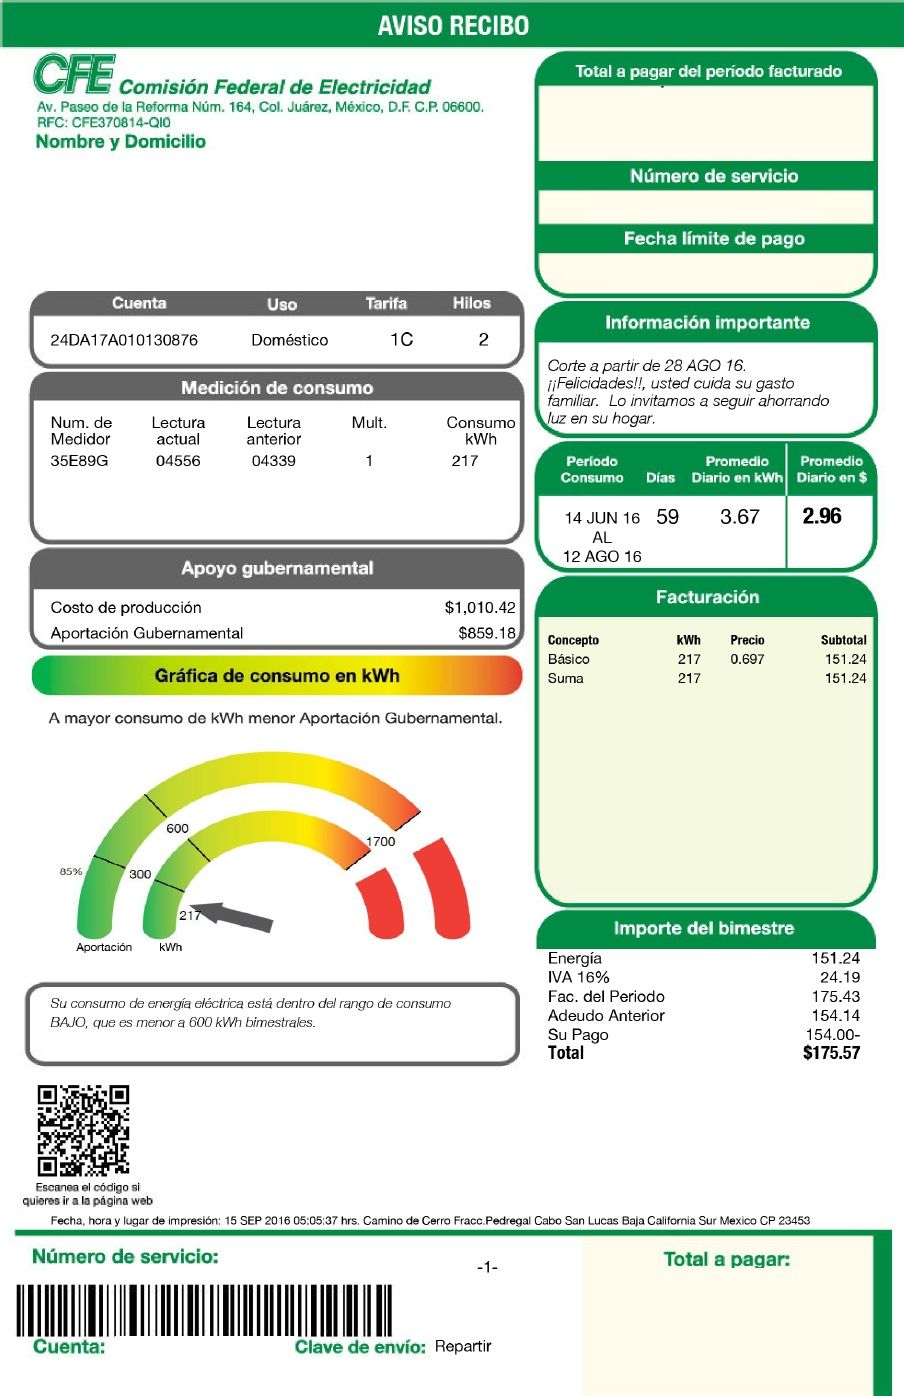 AVISO RECIBO
CFE Comisión Federal de Electricidad
Av. Paseo de la Reforma Núm. 164, Col. Juárez, México, D.F. C.P. 06600.
RFC: CFE370814-QI0
Nombre y Domicilio
Total a pagar del período facturado
Número de servicio
Fecha límite de pago
Cuenta Uso Tarifa Hilos
24DA17A010130876 Doméstico 1C 2
Medición de consumo
Num. de Medidor Lectura actual Lectura anterior Mult. Consumo kWh
35E89G 04556 04339 1 217
Información importante
Corte a partir de 28 AGO 16.
¡¡Felicidades!!, usted cuida su gasto
familiar. Lo invitamos a seguir ahorrando
luz en su hogar.
Período Consumo Días Promedio Diario en kWh Promedio Diario en $
14 JUN 16 59 3.67 2.96
AL
12 AGO 16
Apoyo gubernamental
Costo de producción $1,010.42
Aportación Gubernamental $859.18
Facturación
Concepto kWh Precio Subtotal
Básico 217 0.697 151.24
Suma 217 151.24
Gráfica de consumo en kWh
A mayor consumo de kWh menor Aportación Gubernamental.
600
1700
85%
300
217
Aportación kWh
Su consumo de energía eléctrica está dentro del rango de consumo
BAJO, que es menor a 600 kWh bimestrales.
Importe del bimestre
Energía 151.24
IVA 16% 24.19
Fac. del Periodo 175.43
Adeudo Anterior 154.14
Su Pago 154.00-
Total $175.57
Escanea el código si
quieres ir a la página web
Fecha, hora y lugar de impresión: 15 SEP 2016 05:05:37 hrs. Camino de Cerro Fracc.Pedregal Cabo San Lucas Baja California Sur Mexico CP 23453
Número de servicio:
-1-
Total a pagar:
Cuenta:
Clave de envío: Repartir